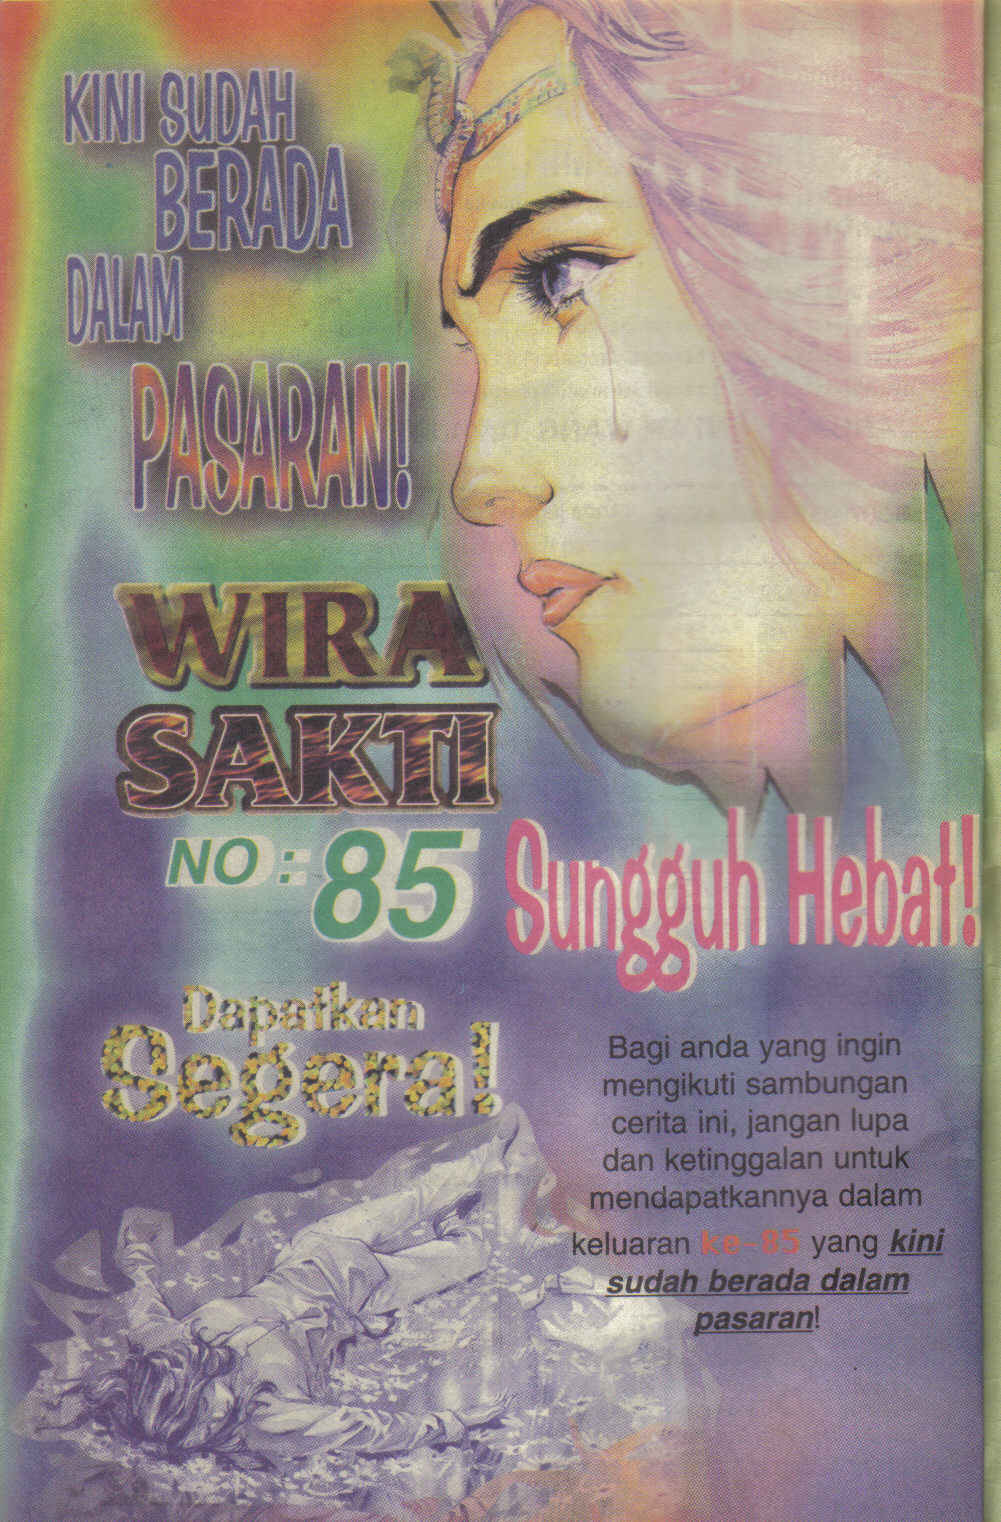 KINI SUDAH
BERADA
DALAM
PASARAN!
WIRA
SAKTI
NO : 85
Sungguh Hebat!
Dapatkan
Segera!
Bagi anda yang ingin
mengikuti sambungan
cerita ini, jangan lupa
dan ketinggalan untuk
mendapatkannya dalam
keluaran ke-85 yang kini
sudah berada dalam
pasaran!